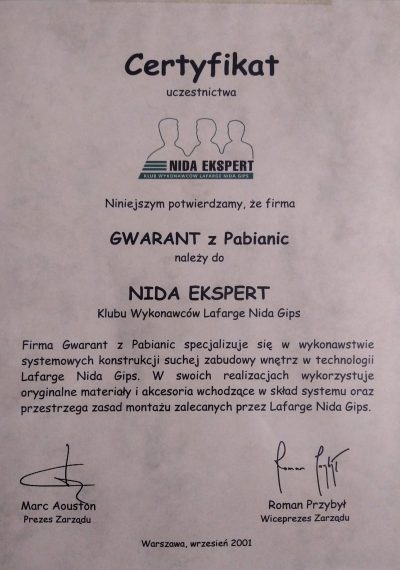 Certyfikat
uczestnictwa
NIDA EKSPERT
KLUB WYKONAWCÓW LAFARGE NIDA GIPS
Niniejszym potwierdzamy, że firma
GWARANT z Pabianic
należy do
NIDA EKSPERT
Klubu Wykonawców Lafarge Nida Gips
Firma Gwarant z Pabianic specjalizuje się w wykonawstwie
systemowych konstrukcji suchej zabudowy wnętrz w technologii
Lafarge Nida Gips. W swoich realizacjach wykorzystuje
oryginalne materiały i akcesoria wchodzące w skład systemu oraz
przestrzega zasad montażu zalecanych przez Lafarge Nida Gips.
Marc Aouston
Prezes Zarządu
Roman Przybył
Roman Przybył
Wiceprezes Zarządu
Warszawa, wrzesień 2001